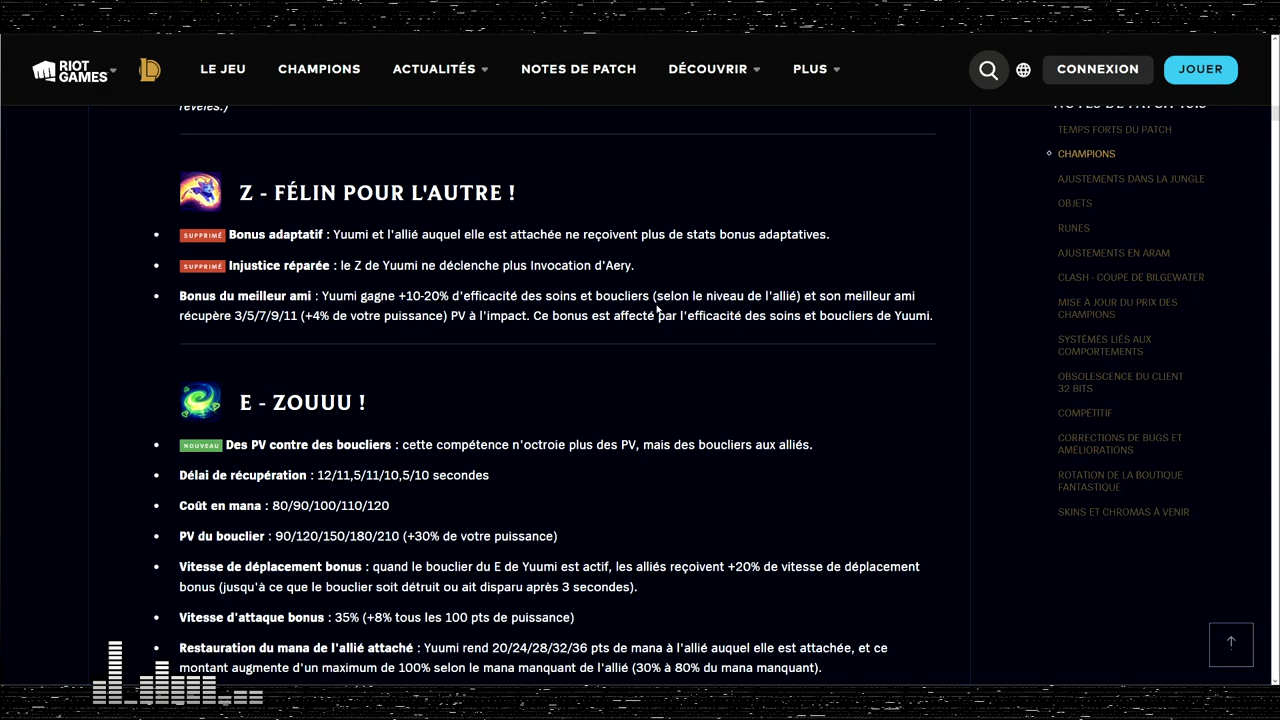 RIOT
GAMES
LE JEU
CHAMPIONS
ACTUALITÉS
NOTES DE PATCH
DÉCOUVRIR
PLUS
CONNEXION
JOUER
révélés.)
Z - FÉLIN POUR L'AUTRE !
SUPPRIMÉ Bonus adaptatif : Yuumi et l'allié auquel elle est attachée ne reçoivent plus de stats bonus adaptatives.
SUPPRIMÉ Injustice réparée : le Z de Yuumi ne déclenche plus Invocation d'Aery.
Bonus du meilleur ami : Yuumi gagne +10-20% d'efficacité des soins et boucliers (selon le niveau de l'allié) et son meilleur ami
récupère 3/5/7/9/11 (+4% de votre puissance) PV à l'impact. Ce bonus est affecté par l'efficacité des soins et boucliers de Yuumi.
E - ZOUUU !
NOUVEAU Des PV contre des boucliers : cette compétence n'octroie plus des PV, mais des boucliers aux alliés.
Délai de récupération : 12/11,5/11/10,5/10 secondes
Coût en mana : 80/90/100/110/120
PV du bouclier : 90/120/150/180/210 (+30% de votre puissance)
Vitesse de déplacement bonus : quand le bouclier du E de Yuumi est actif, les alliés reçoivent +20% de vitesse de déplacement
bonus (jusqu'à ce que le bouclier soit détruit ou ait disparu après 3 secondes).
Vitesse d'attaque bonus : 35% (+8% tous les 100 pts de puissance)
Restauration du mana de l'allié attaché : Yuumi rend 20/24/28/32/36 pts de mana à l'allié auquel elle est attachée, et ce
montant augmente d'un maximum de 100% selon le mana manquant de l'allié (30% à 80% du mana manquant).
TEMPS FORTS DU PATCH
CHAMPIONS
AJUSTEMENTS DANS LA JUNGLE
OBJETS
RUNES
AJUSTEMENTS EN ARAM
CLASH - COUPE DE BILGEWATER
MISE À JOUR DU PRIX DES
CHAMPIONS
SYSTÈMES LIÉS AUX
COMPORTEMENTS
OBSOLESCENCE DU CLIENT
32 BITS
COMPÉTITIF
CORRECTIONS DE BUGS ET
AMÉLIORATIONS
ROTATION DE LA BOUTIQUE
FANTASTIQUE
SKINS ET CHROMAS À VENIR